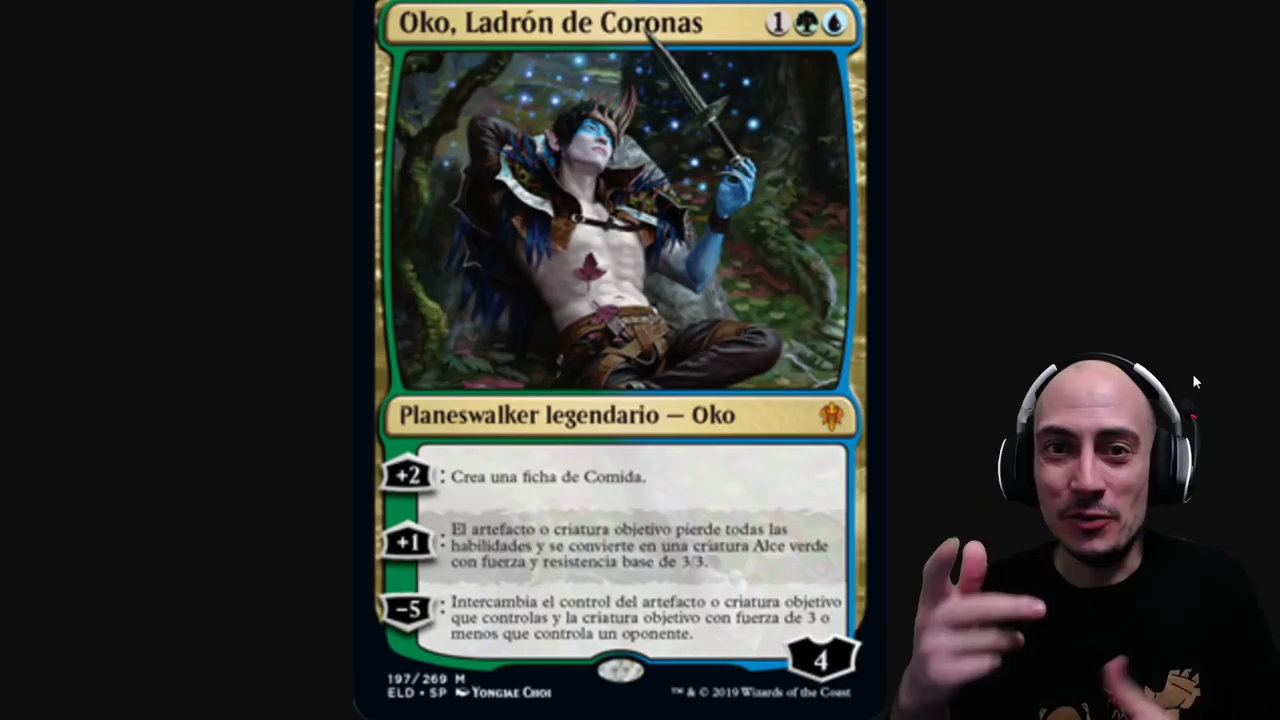 Oko, Ladrón de Coronas 1
Planeswalker legendario — Oko
+2 : Crea una ficha de Comida.
+1 : El artefacto o criatura objetivo pierde todas las
habilidades y se convierte en una criatura Alce verde
con fuerza y resistencia base de 3/3.
−5 : Intercambia el control del artefacto o criatura objetivo
que controlas y la criatura objetivo con fuerza de 3 o
menos que controla un oponente.
4
197/269 M
ELD • SP Yongjae Choi
™ & © 2019 Wizards of the Coast